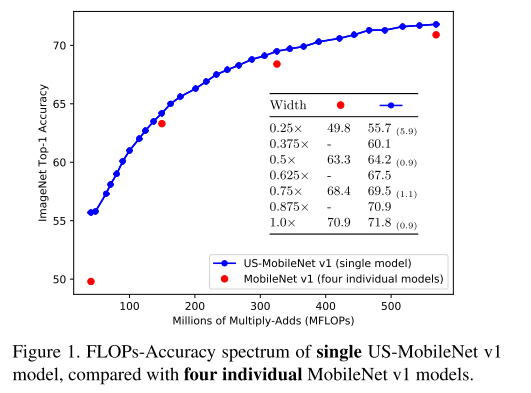 70
65
60
55
50
ImageNet Top-1 Accuracy
Width
0.25× 49.8 55.7 (5.9)
0.375× - 60.1
0.5× 63.3 64.2 (0.9)
0.625× - 67.5
0.75× 68.4 69.5 (1.1)
0.875× - 70.9
1.0× 70.9 71.8 (0.9)
US-MobileNet v1 (single model)
MobileNet v1 (four individual models)
100 200 300 400 500
Millions of Multiply-Adds (MFLOPs)
Figure 1. FLOPs-Accuracy spectrum of single US-MobileNet v1
model, compared with four individual MobileNet v1 models.